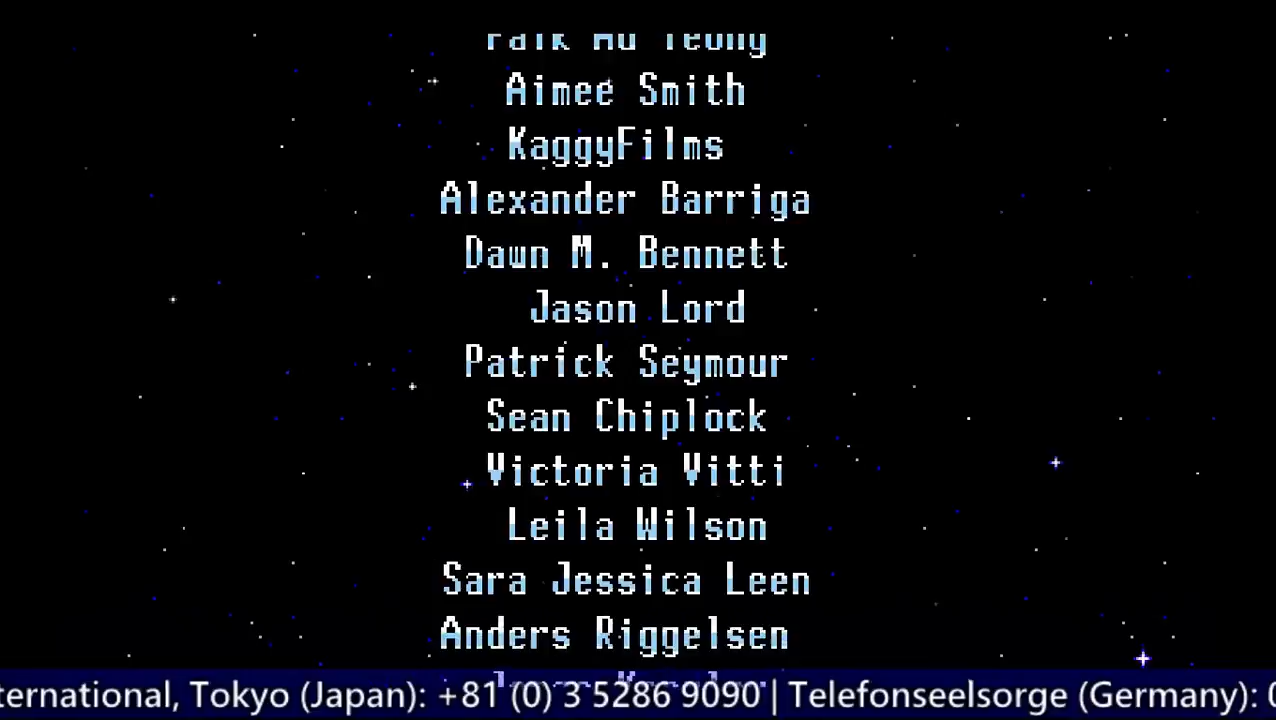 Aimee Smith
KaggyFilms
Alexander Barriga
Dawn M. Bennett
Jason Lord
Patrick Seymour
Sean Chiplock
Victoria Vitti
Leila Wilson
Sara Jessica Leen
Anders Riggelsen
ternational, Tokyo (Japan): +81 (0) 3 5286 9090 | Telefonseelsorge (Germany): 0